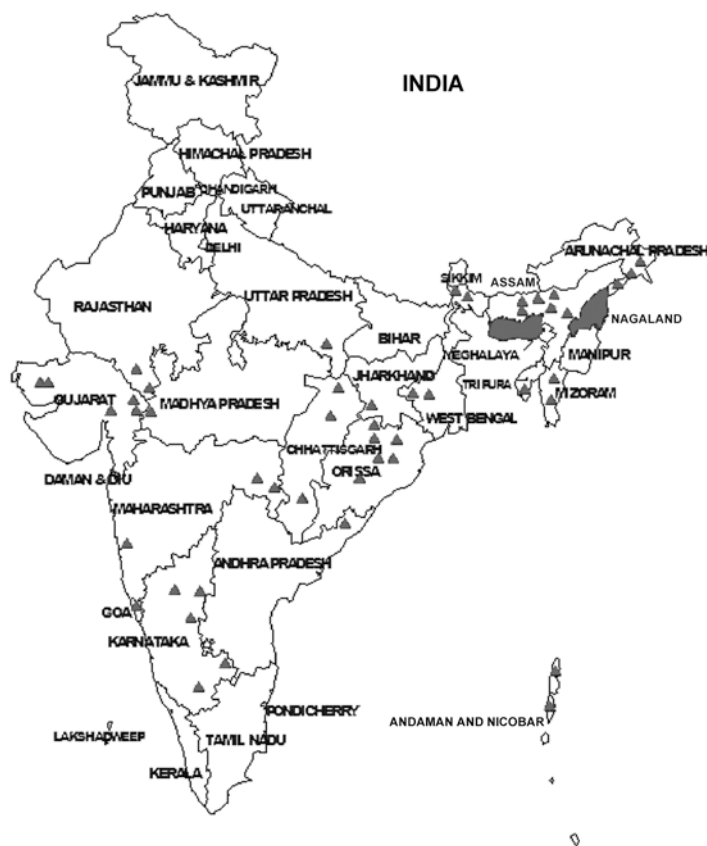 INDIA
JAMMU & KASHMIR
HIMACHAL PRADESH
PUNJAB
CHANDIGARH
UTTARANCHAL
HARYANA
DELHI
ARUNACHAL PRADESH
SIKKIM
ASSAM
RAJASTHAN
UTTAR PRADESH
NAGALAND
BIHAR
MEGHALAYA
MANIPUR
JHARKHAND
TRIPURA
MIZORAM
GUJARAT
MADHYA PRADESH
WEST BENGAL
CHHATTISGARH
ORISSA
DAMAN & DIU
MAHARASHTRA
ANDHRA PRADESH
GOA
KARNATAKA
PONDICHERRY
ANDAMAN AND NICOBAR
LAKSHADWEEP
TAMIL NADU
KERALA